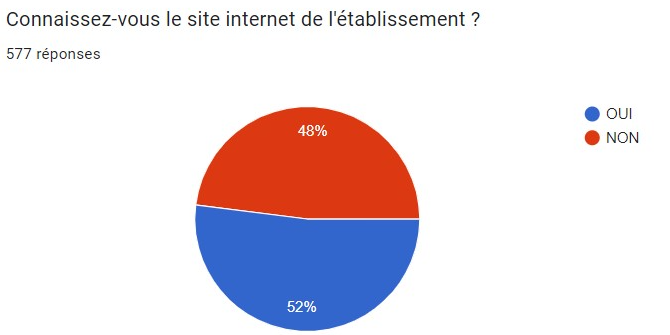 Connaissez-vous le site internet de l'établissement ?
577 réponses
OUI
NON
48%
52%